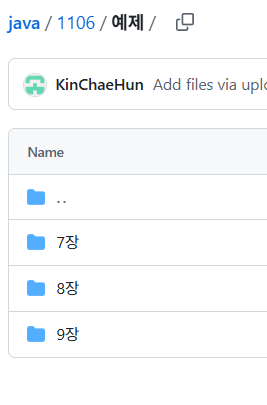 java / 1106 / 예제 /
KinChaeHun Add files via uplo
Name
..
7장
8장
9장